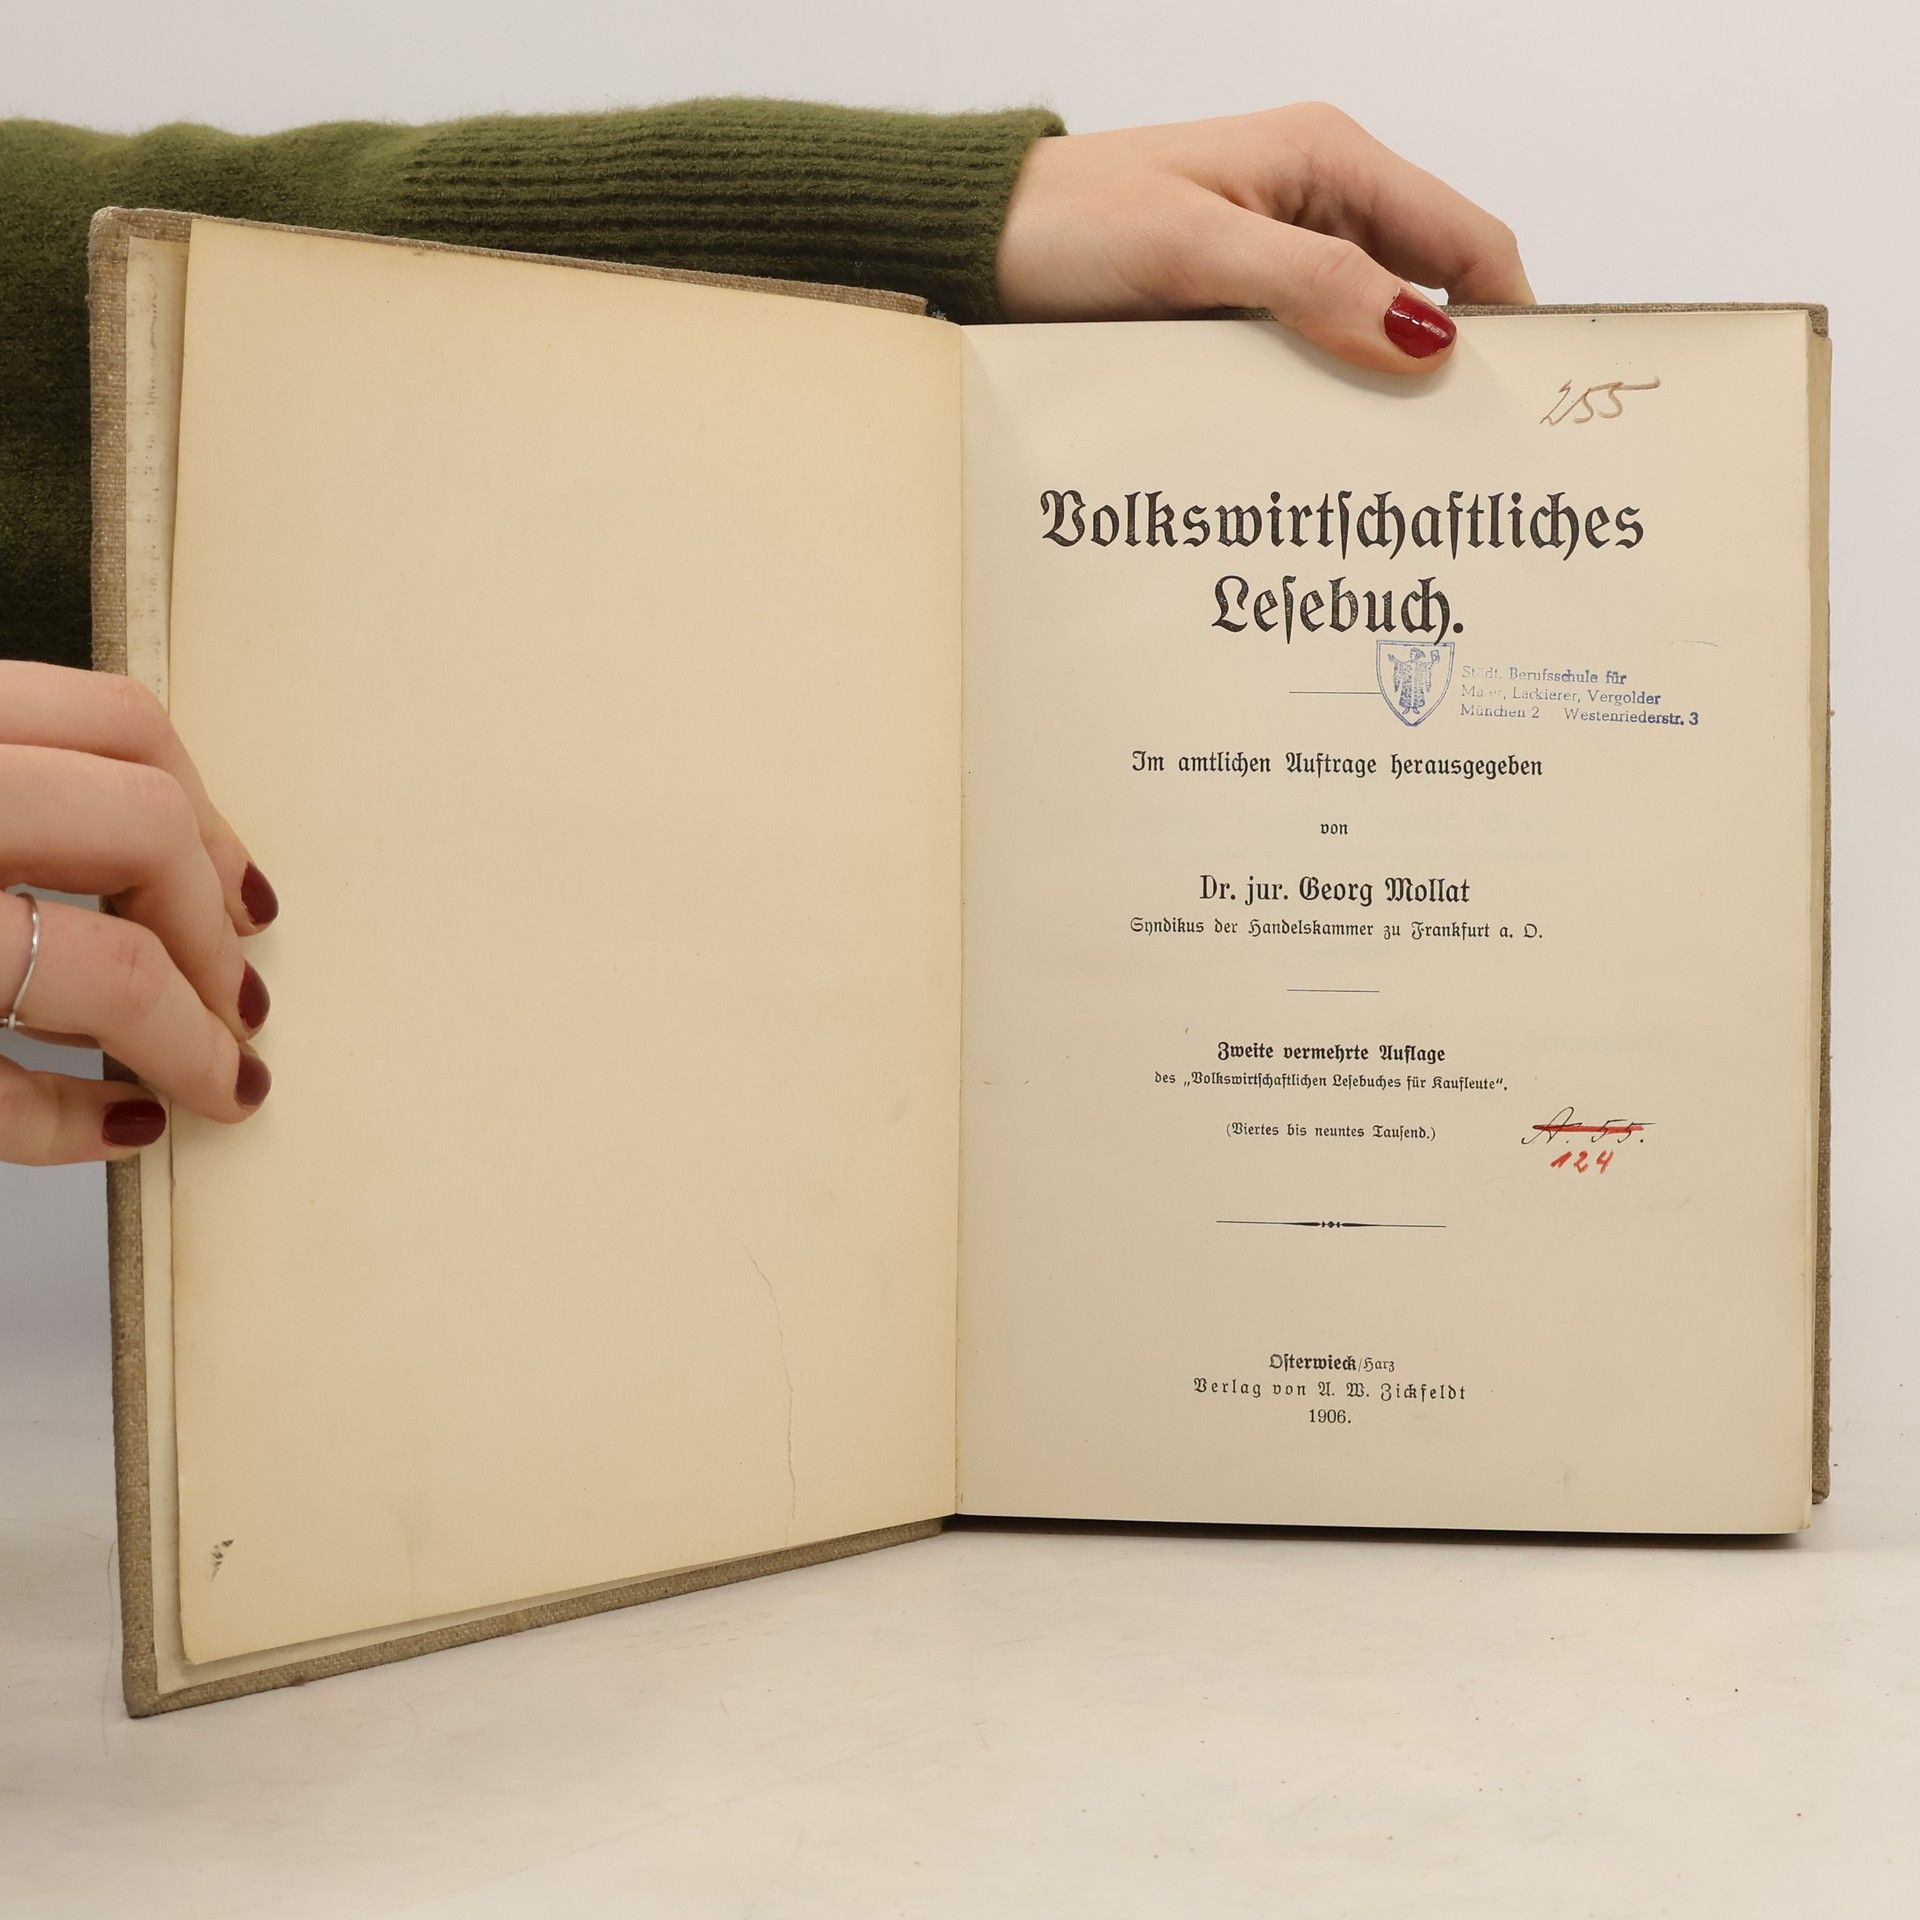 255
Volkswirtſchaftliches
Leſebuch.
Städt. Berufsschule für
Maler, Lackierer, Vergolder
München 2 Westenriederstr. 3
Im amtlichen Auftrage herausgegeben
von
Dr. jur. Georg Mollat
Syndikus der Handelskammer zu Frankfurt a. O.
Zweite vermehrte Auflage
des „Volkswirtſchaftlichen Leſebuches für Kaufleute“.
(Viertes bis neuntes Tauſend.)
A. 55.
124
Oſterwieck/Harz
Verlag von A. W. Zickfeldt
1906.